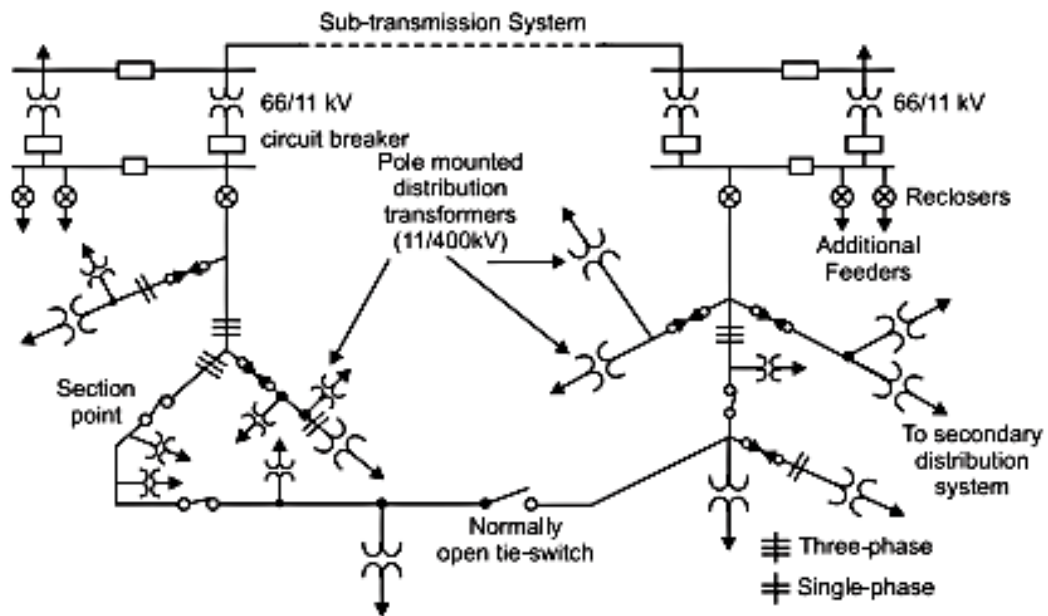 Sub-transmission System
66/11 kV
66/11 kV
circuit breaker
Pole mounted
distribution
transformers
(11/400kV)
Reclosers
Additional
Feeders
Section
point
To secondary
distribution
system
Normally
open tie-switch
Three-phase
Single-phase